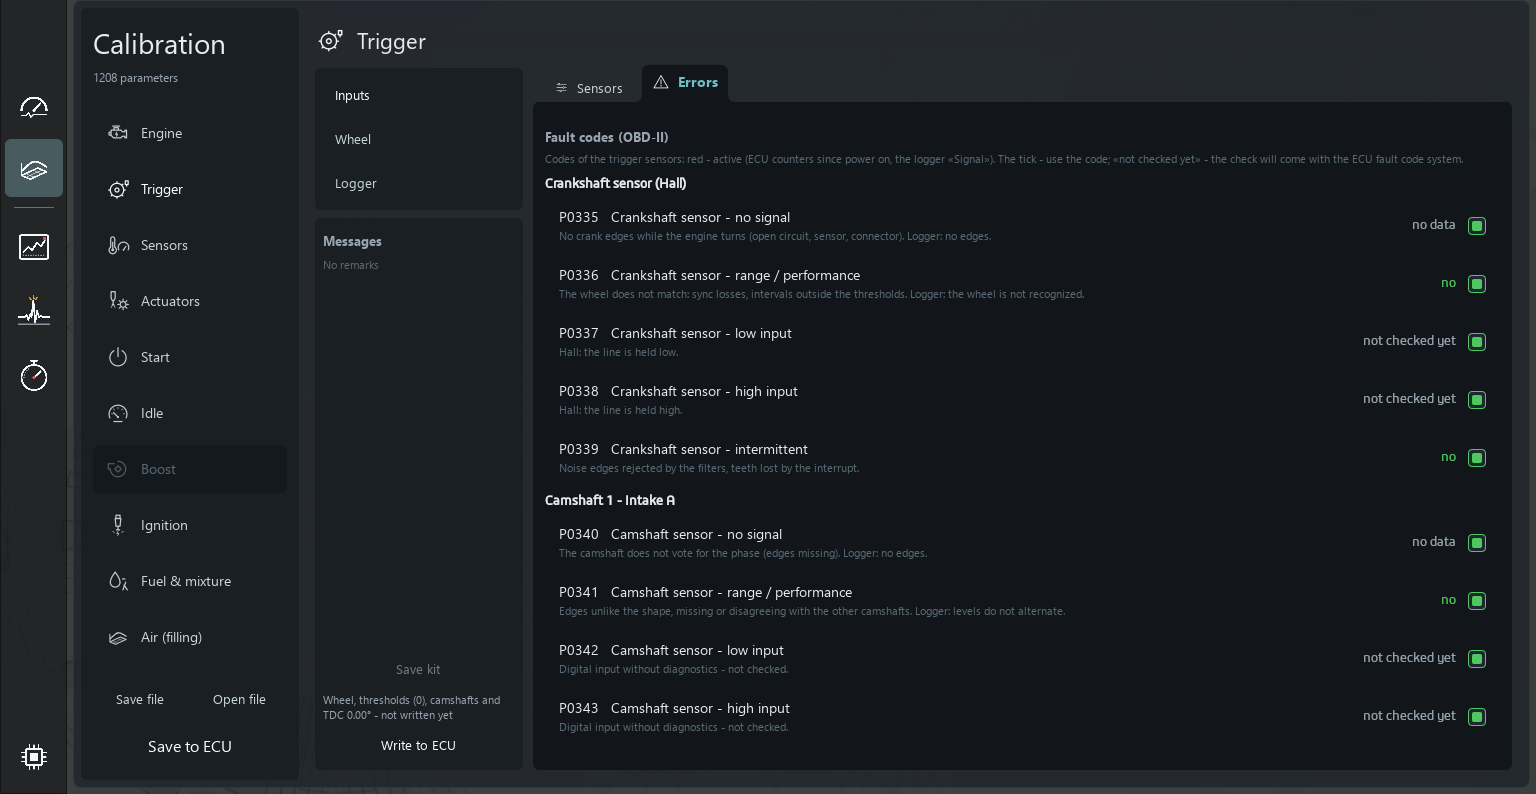 Calibration
1208 parameters
Engine
Trigger
Sensors
Actuators
Start
Idle
Boost
Ignition
Fuel & mixture
Air (filling)
Save file
Open file
Save to ECU
Trigger
Inputs
Wheel
Logger
Messages
No remarks
Save kit
Wheel, thresholds (0), camshafts and
TDC 0.00° - not written yet
Write to ECU
Sensors
Errors
Fault codes (OBD-II)
Codes of the trigger sensors: red - active (ECU counters since power on, the logger «Signal»). The tick - use the code; «not checked yet» - the check will come with the ECU fault code system.
Crankshaft sensor (Hall)
P0335 Crankshaft sensor - no signal
No crank edges while the engine turns (open circuit, sensor, connector). Logger: no edges.
no data
P0336 Crankshaft sensor - range / performance
The wheel does not match: sync losses, intervals outside the thresholds. Logger: the wheel is not recognized.
no
P0337 Crankshaft sensor - low input
Hall: the line is held low.
not checked yet
P0338 Crankshaft sensor - high input
Hall: the line is held high.
not checked yet
P0339 Crankshaft sensor - intermittent
Noise edges rejected by the filters, teeth lost by the interrupt.
no
Camshaft 1 - Intake A
P0340 Camshaft sensor - no signal
The camshaft does not vote for the phase (edges missing). Logger: no edges.
no data
P0341 Camshaft sensor - range / performance
Edges unlike the shape, missing or disagreeing with the other camshafts. Logger: levels do not alternate.
no
P0342 Camshaft sensor - low input
Digital input without diagnostics - not checked.
not checked yet
P0343 Camshaft sensor - high input
Digital input without diagnostics - not checked.
not checked yet